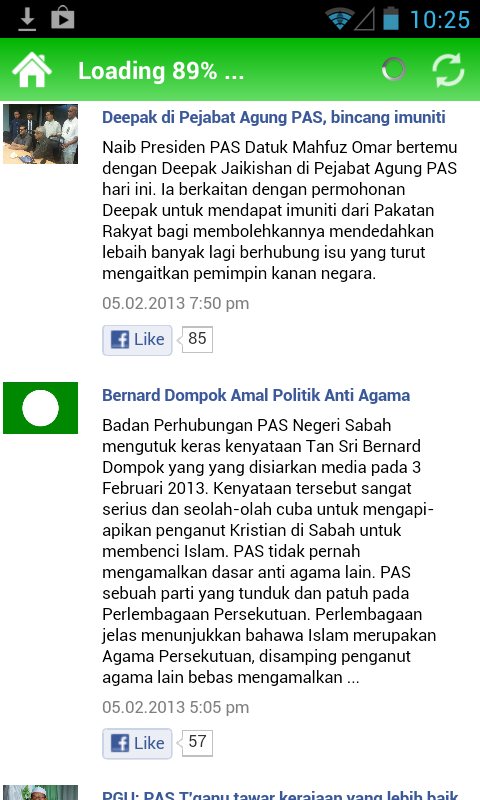 10:25
Loading 89% ...
Deepak di Pejabat Agung PAS, bincang imuniti
Naib Presiden PAS Datuk Mahfuz Omar bertemu
dengan Deepak Jaikishan di Pejabat Agung PAS
hari ini. Ia berkaitan dengan permohonan
Deepak untuk mendapat imuniti dari Pakatan
Rakyat bagi membolehkannya mendedahkan
lebaih banyak lagi berhubung isu yang turut
mengaitkan pemimpin kanan negara.
05.02.2013 7:50 pm
Like 85
Bernard Dompok Amal Politik Anti Agama
Badan Perhubungan PAS Negeri Sabah
mengutuk keras kenyataan Tan Sri Bernard
Dompok yang yang disiarkan media pada 3
Februari 2013. Kenyataan tersebut sangat
serius dan seolah-olah cuba untuk mengapi-
apikan penganut Kristian di Sabah untuk
membenci Islam. PAS tidak pernah
mengamalkan dasar anti agama lain. PAS
sebuah parti yang tunduk dan patuh pada
Perlembagaan Persekutuan. Perlembagaan
jelas menunjukkan bahawa Islam merupakan
Agama Persekutuan, disamping penganut
agama lain bebas mengamalkan ...
05.02.2013 5:05 pm
Like 57
PGU: PAS T'ganu tawar kerajaan yang lebih baik